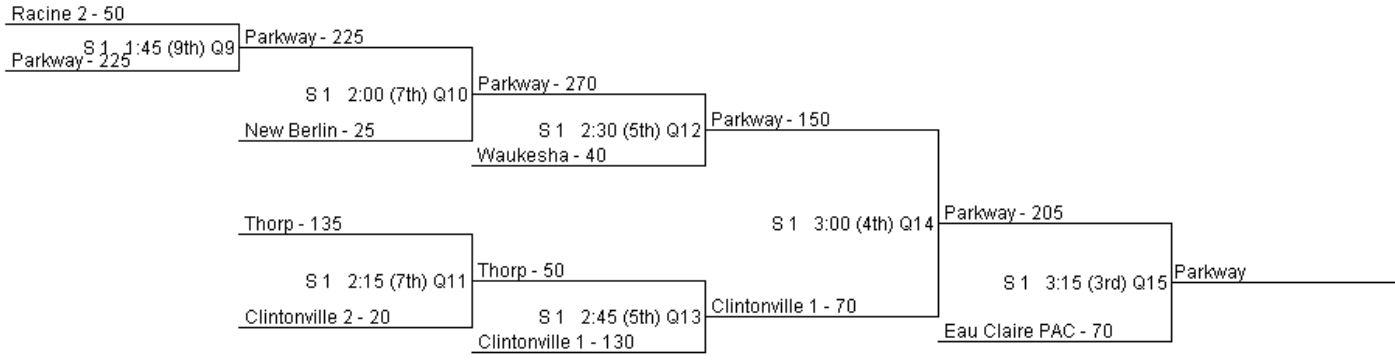 Racine 2 - 50
S 1 1:45 (9th) Q9
Parkway - 225
Parkway - 225
S 1 2:00 (7th) Q10
New Berlin - 25
Parkway - 270
S 1 2:30 (5th) Q12
Waukesha - 40
Parkway - 150
Thorp - 135
S 1 2:15 (7th) Q11
Clintonville 2 - 20
Thorp - 50
S 1 2:45 (5th) Q13
Clintonville 1 - 130
Clintonville 1 - 70
S 1 3:00 (4th) Q14
Parkway - 205
S 1 3:15 (3rd) Q15
Eau Claire PAC - 70
Parkway